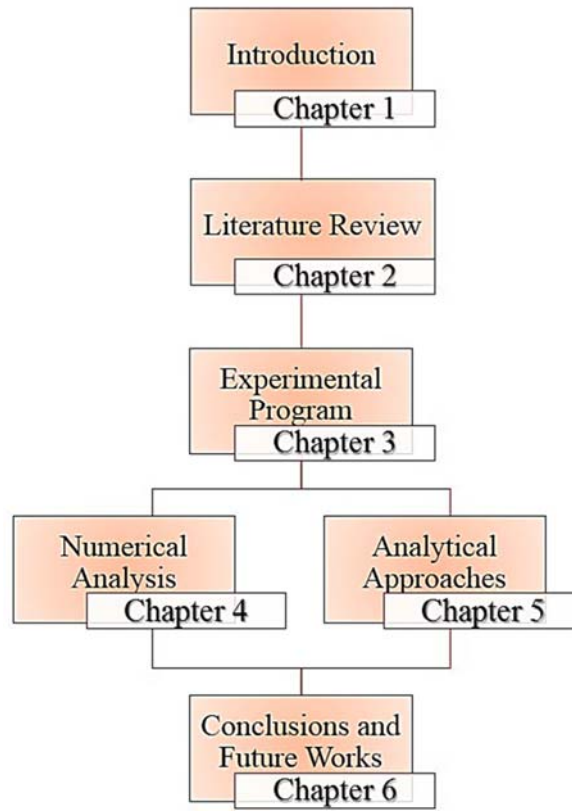 Introduction
Chapter 1
Literature Review
Chapter 2
Experimental
Program
Chapter 3
Numerical
Analysis
Chapter 4
Analytical
Approaches
Chapter 5
Conclusions and
Future Works
Chapter 6